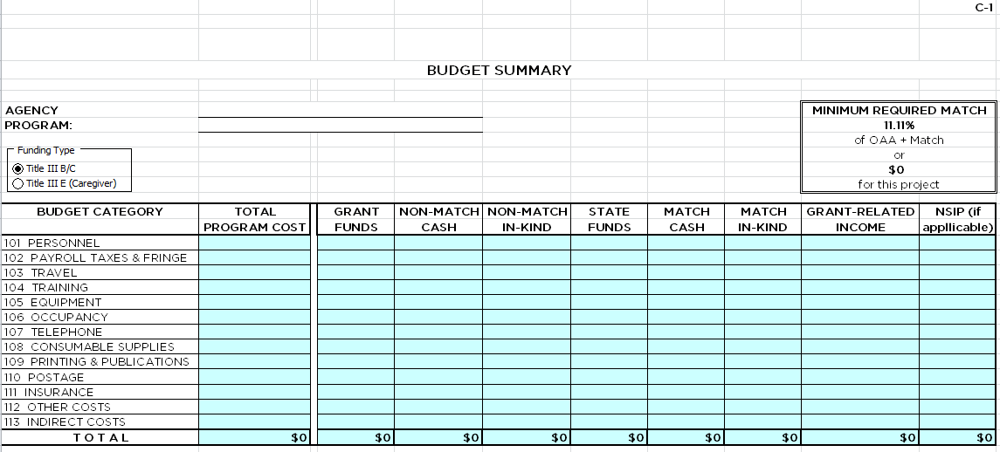 C-1
BUDGET SUMMARY
AGENCY
PROGRAM:
MINIMUM REQUIRED MATCH
11.11%
of OAA + Match
or
$0
for this project
Funding Type
Title III B/C
Title III E (Caregiver)
BUDGET CATEGORY TOTAL GRANT NON-MATCH NON-MATCH STATE MATCH MATCH GRANT-RELATED NSIP (if
PROGRAM COST FUNDS CASH IN-KIND FUNDS CASH IN-KIND INCOME appllicable)
101 PERSONNEL
102 PAYROLL TAXES & FRINGE
103 TRAVEL
104 TRAINING
105 EQUIPMENT
106 OCCUPANCY
107 TELEPHONE
108 CONSUMABLE SUPPLIES
109 PRINTING & PUBLICATIONS
110 POSTAGE
111 INSURANCE
112 OTHER COSTS
113 INDIRECT COSTS
T O T A L $0 $0 $0 $0 $0 $0 $0 $0 $0